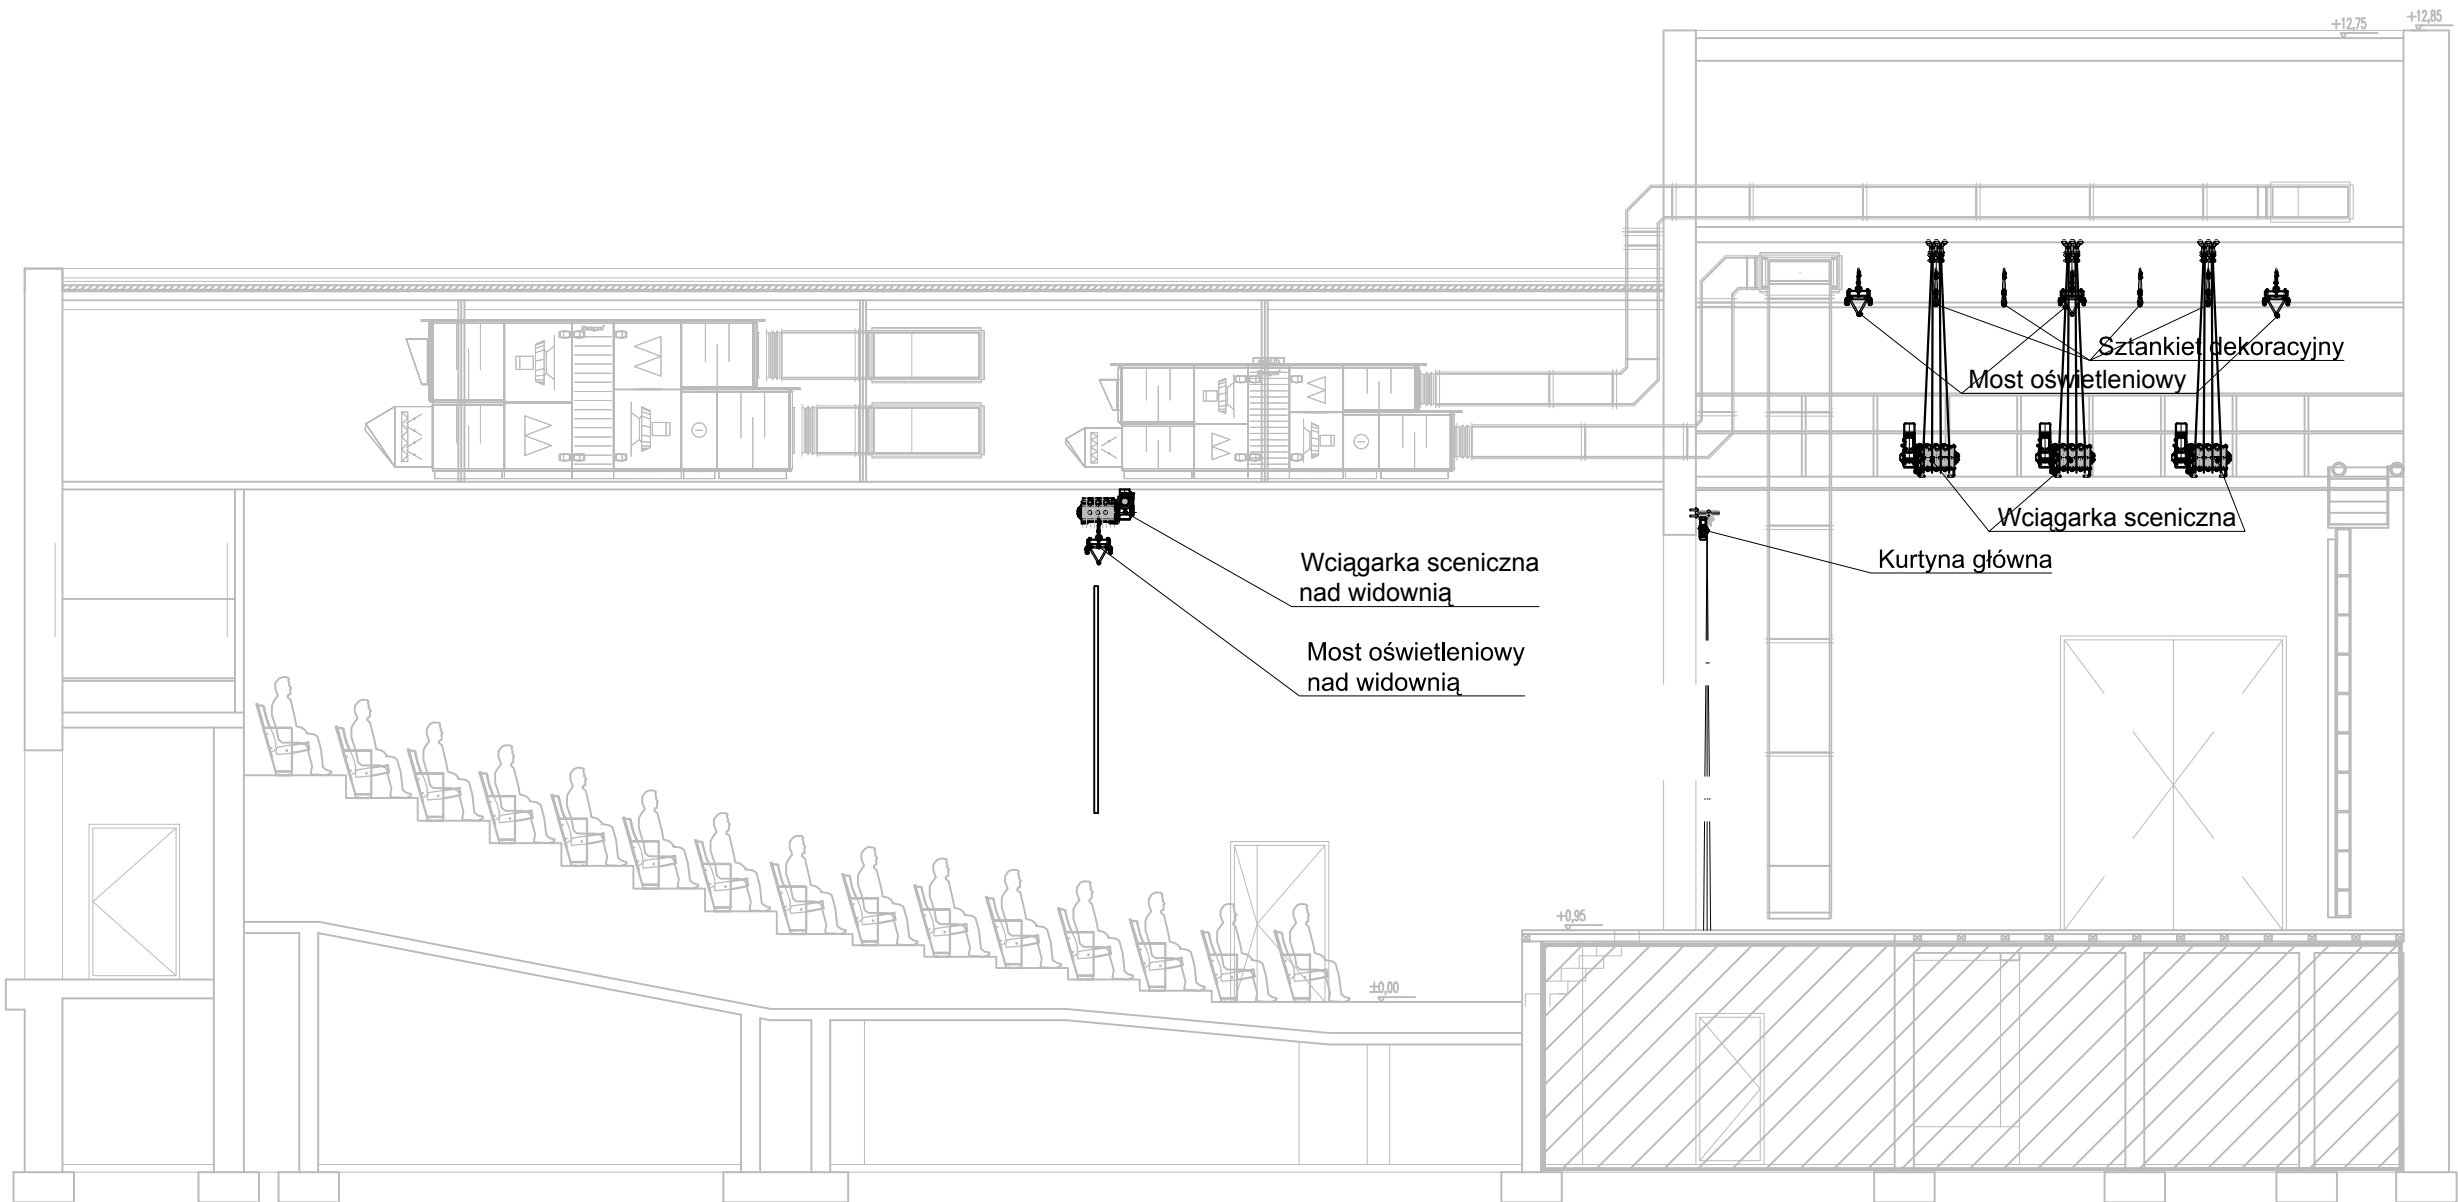 +12,75
+12,85
Sztankiet dekoracyjny
Most oświetleniowy
Wciągarka sceniczna
Kurtyna główna
Wciągarka sceniczna
nad widownią
Most oświetleniowy
nad widownią
+0,95
±0,00